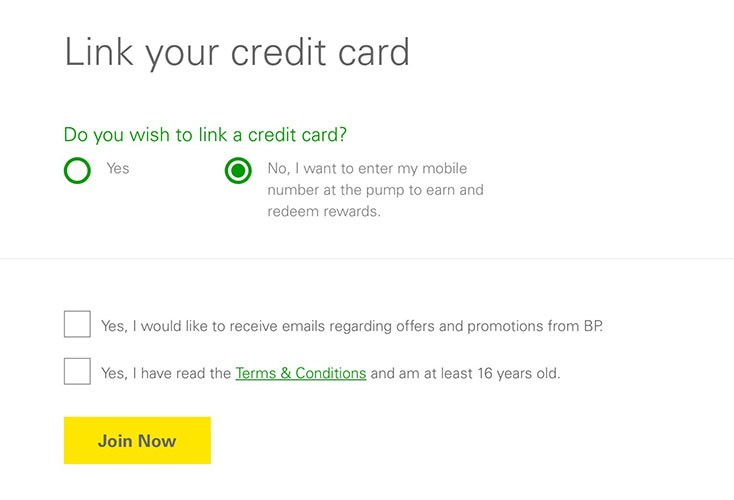 Link your credit card
Do you wish to link a credit card?
Yes
No, I want to enter my mobile
number at the pump to earn and
redeem rewards.
Yes, I would like to receive emails regarding offers and promotions from BP.
Yes, I have read the Terms & Conditions and am at least 16 years old.
Join Now